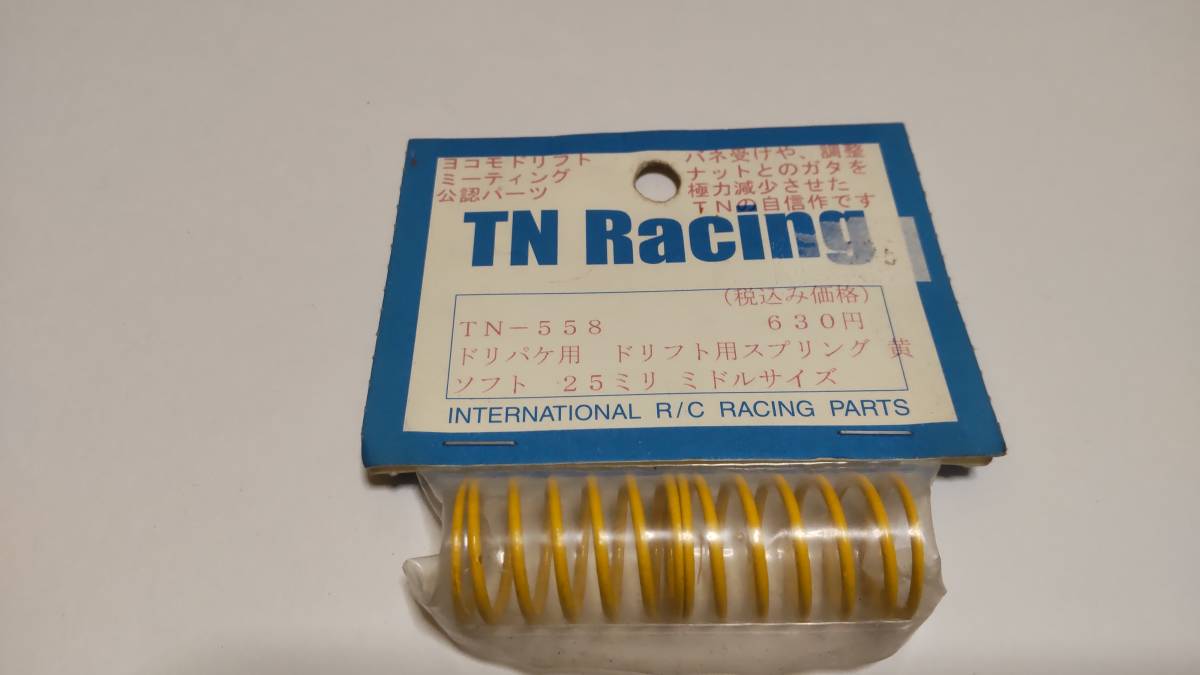 ヨコモドリフト
ミーティング
公認パーツ
バネ受けや、調整
ナットとのガタを
極力減少させた
TNの自信作です
TN Racing
(税込み価格)
TN-558 630円
ドリパケ用 ドリフト用スプリング 黄
ソフト 25ミリ ミドルサイズ
INTERNATIONAL R/C RACING PARTS